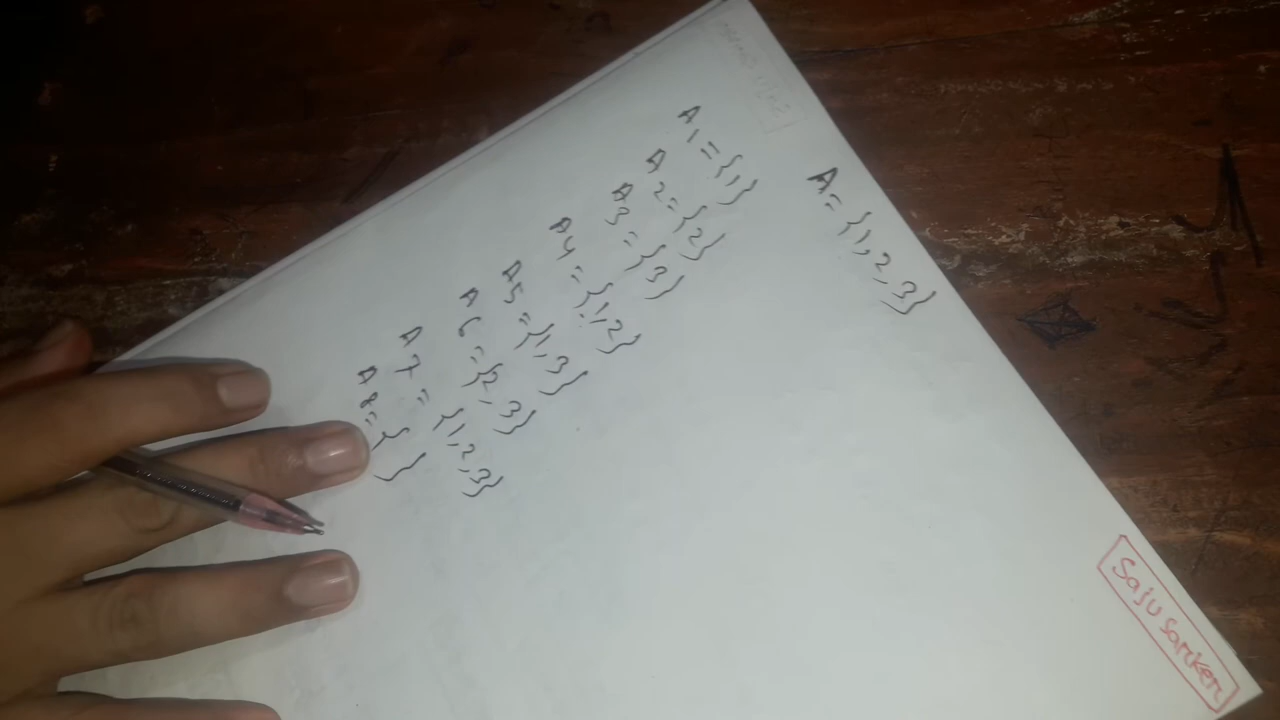 A = {1, 2, 3}
A1 = {1}
A2 = {2}
A3 = {3}
A4 = {1, 2}
A5 = {1, 3}
A6 = {2, 3}
A7 = {1, 2, 3}
A8 = { }
Saju Sarker